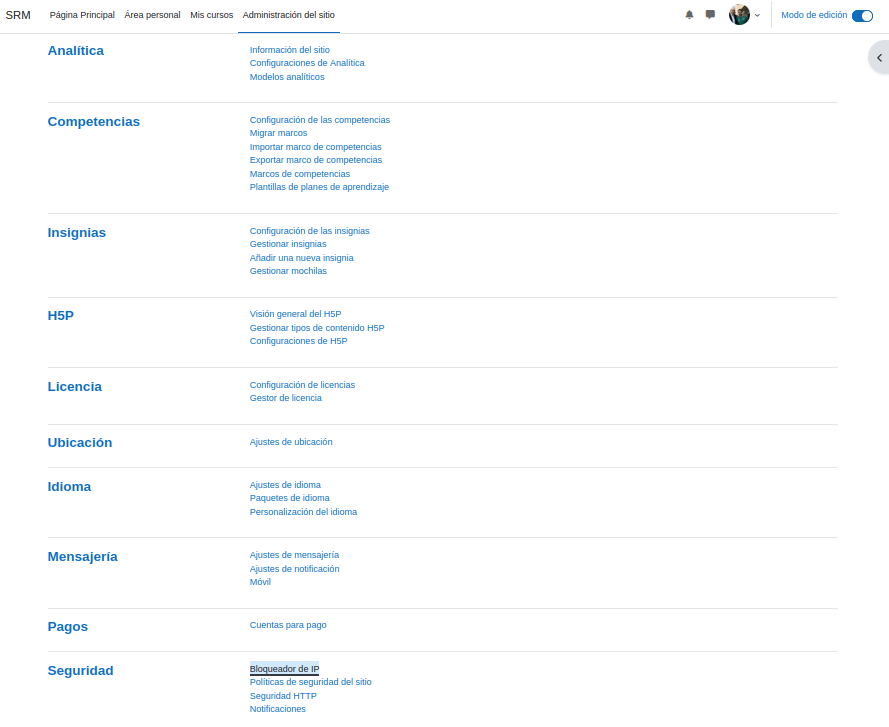 SRM Página Principal Área personal Mis cursos Administración del sitio Modo de edición
Analítica
Información del sitio
Configuraciones de Analítica
Modelos analíticos
Competencias
Configuración de las competencias
Migrar marcos
Importar marco de competencias
Exportar marco de competencias
Marcos de competencias
Plantillas de planes de aprendizaje
Insignias
Configuración de las insignias
Gestionar insignias
Añadir una nueva insignia
Gestionar mochilas
H5P
Visión general del H5P
Gestionar tipos de contenido H5P
Configuraciones de H5P
Licencia
Configuración de licencias
Gestor de licencia
Ubicación
Ajustes de ubicación
Idioma
Ajustes de idioma
Paquetes de idioma
Personalización del idioma
Mensajería
Ajustes de mensajería
Ajustes de notificación
Móvil
Pagos
Cuentas para pago
Seguridad
Bloqueador de IP
Políticas de seguridad del sitio
Seguridad HTTP
Notificaciones